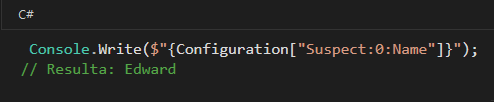 C#
Console.Write($"{Configuration["Suspect:0:Name"]}");
// Resulta: Edward